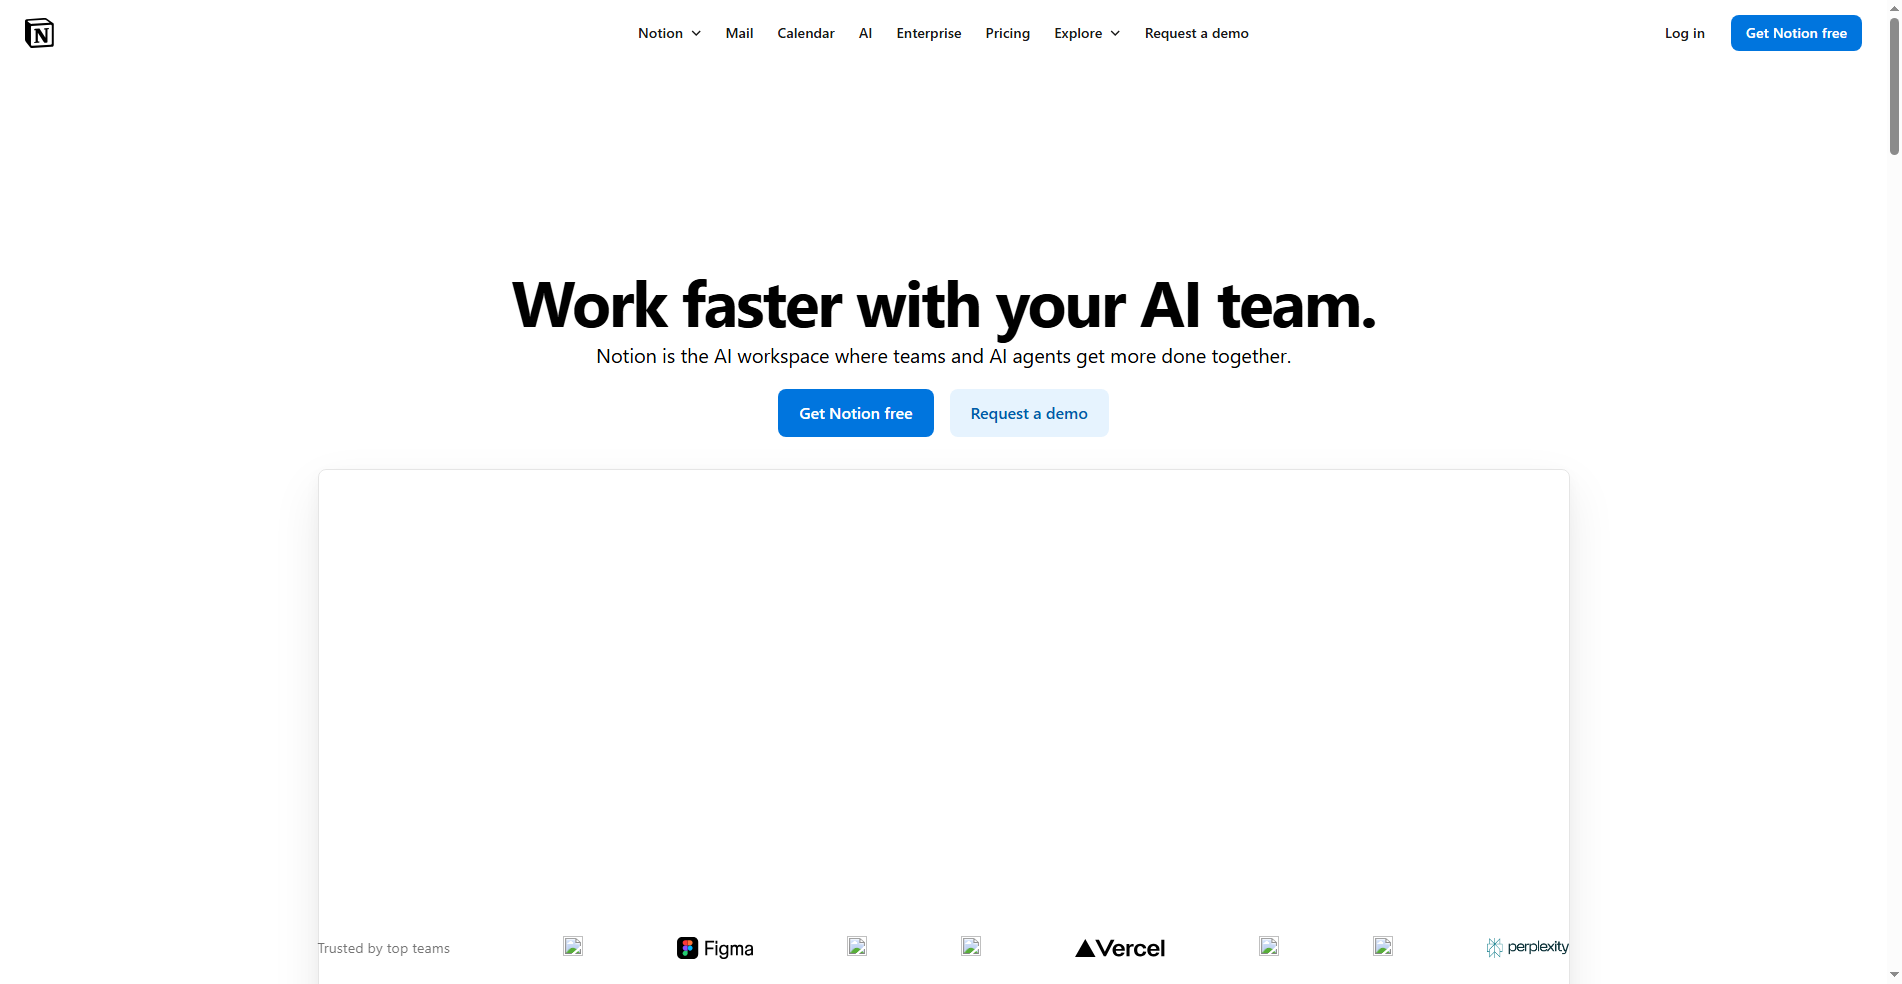 N
Notion Mail Calendar AI Enterprise Pricing Explore Request a demo
Log in Get Notion free
Work faster with your AI team.
Notion is the AI workspace where teams and AI agents get more done together.
Get Notion free Request a demo
Trusted by top teams Figma Vercel perplexity